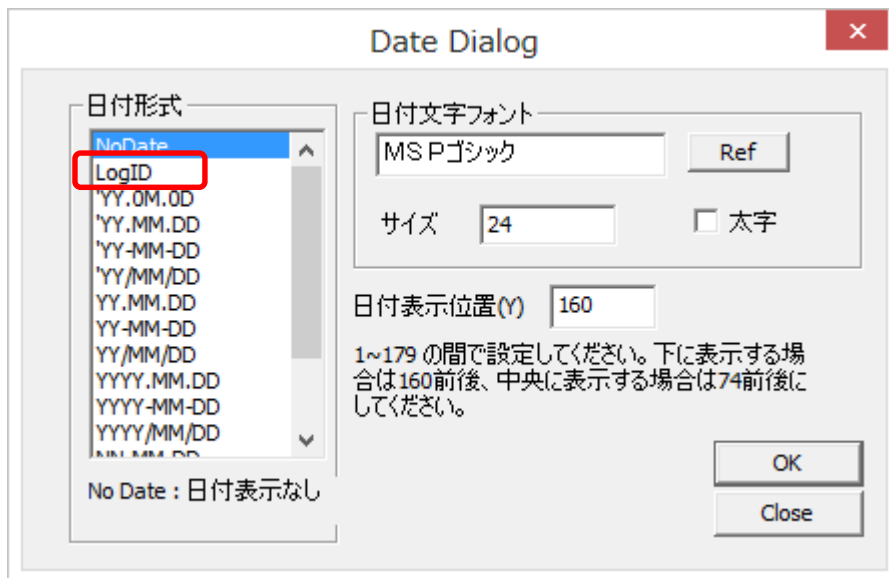 Date Dialog
日付形式
NoDate
LogID
'YY.0M.0D
'YY.MM.DD
'YY-MM-DD
'YY/MM/DD
YY.MM.DD
YY-MM-DD
YY/MM/DD
YYYY.MM.DD
YYYY-MM-DD
YYYY/MM/DD
No Date : 日付表示なし
日付文字フォント
MS Pゴシック
Ref
サイズ
24
太字
日付表示位置(Y)
160
1~179 の間で設定してください。下に表示する場
合は160前後、中央に表示する場合は74前後に
してください。
OK
Close